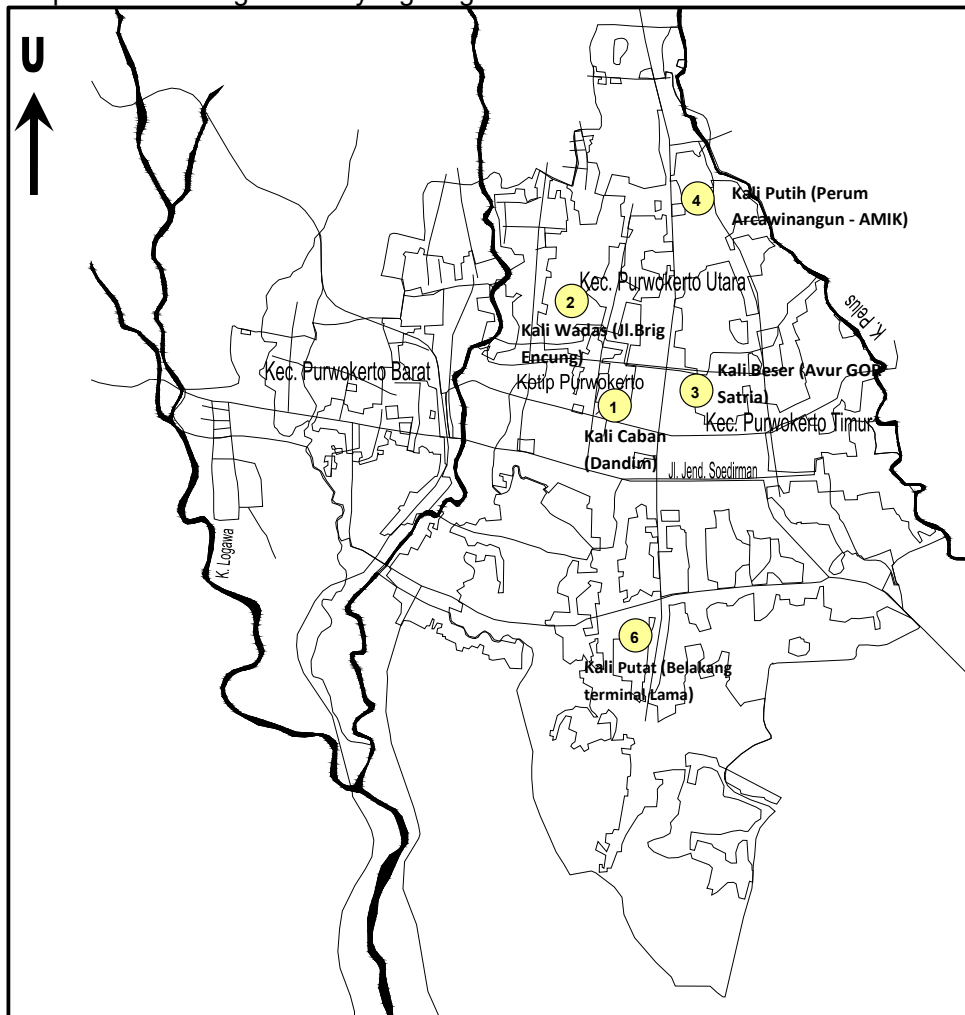 U
4
Kali Putih (Perum
Arcawinangun - AMIK)
Kec. Purwokerto Utara
2
K. Pelus
Kali Wadas (Jl.Brig
Encung)
Kec. Purwokerto Barat
Kali Beser (Avur GOR
Satria)
Kotip Purwokerto
3
1
Kec. Purwokerto Timur
Kali Caban
(Dandim)
Jl. Jend. Soedirman
K. Logawa
6
Kali Putat (Belakang
terminal Lama)